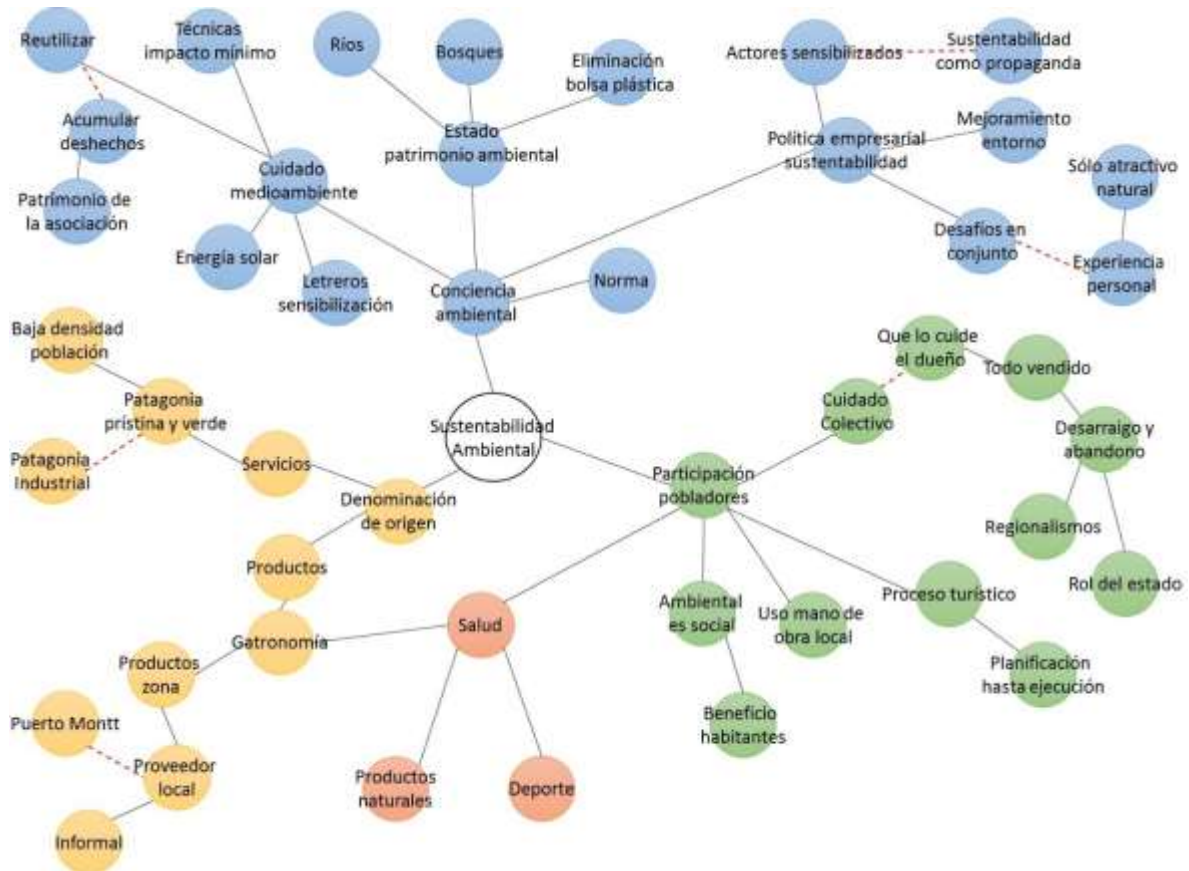 Reutilizar
Técnicas
impacto mínimo
Ríos
Bosques
Eliminación
bolsa plástica
Actores sensibilizados
Sustentabilidad
como propaganda
Acumular
deshechos
Cuidado
medioambiente
Estado
patrimonio ambiental
Política empresarial
sustentabilidad
Mejoramiento
entorno
Sólo atractivo
natural
Patrimonio de
la asociación
Energía solar
Letreros
sensibilización
Conciencia
ambiental
Norma
Desafíos en
conjunto
Experiencia
personal
Baja densidad
población
Patagonia
prístina y verde
Patagonia
Industrial
Servicios
Denominación
de origen
Sustentabilidad
Ambiental
Participación
pobladores
Cuidado
Colectivo
Que lo cuide
el dueño
Todo vendido
Desarraigo y
abandono
Regionalismos
Rol del estado
Productos
Gatronomía
Salud
Ambiental
es social
Uso mano de
obra local
Proceso turístico
Planificación
hasta ejecución
Productos
zona
Puerto Montt
Proveedor
local
Informal
Productos
naturales
Deporte
Beneficio
habitantes